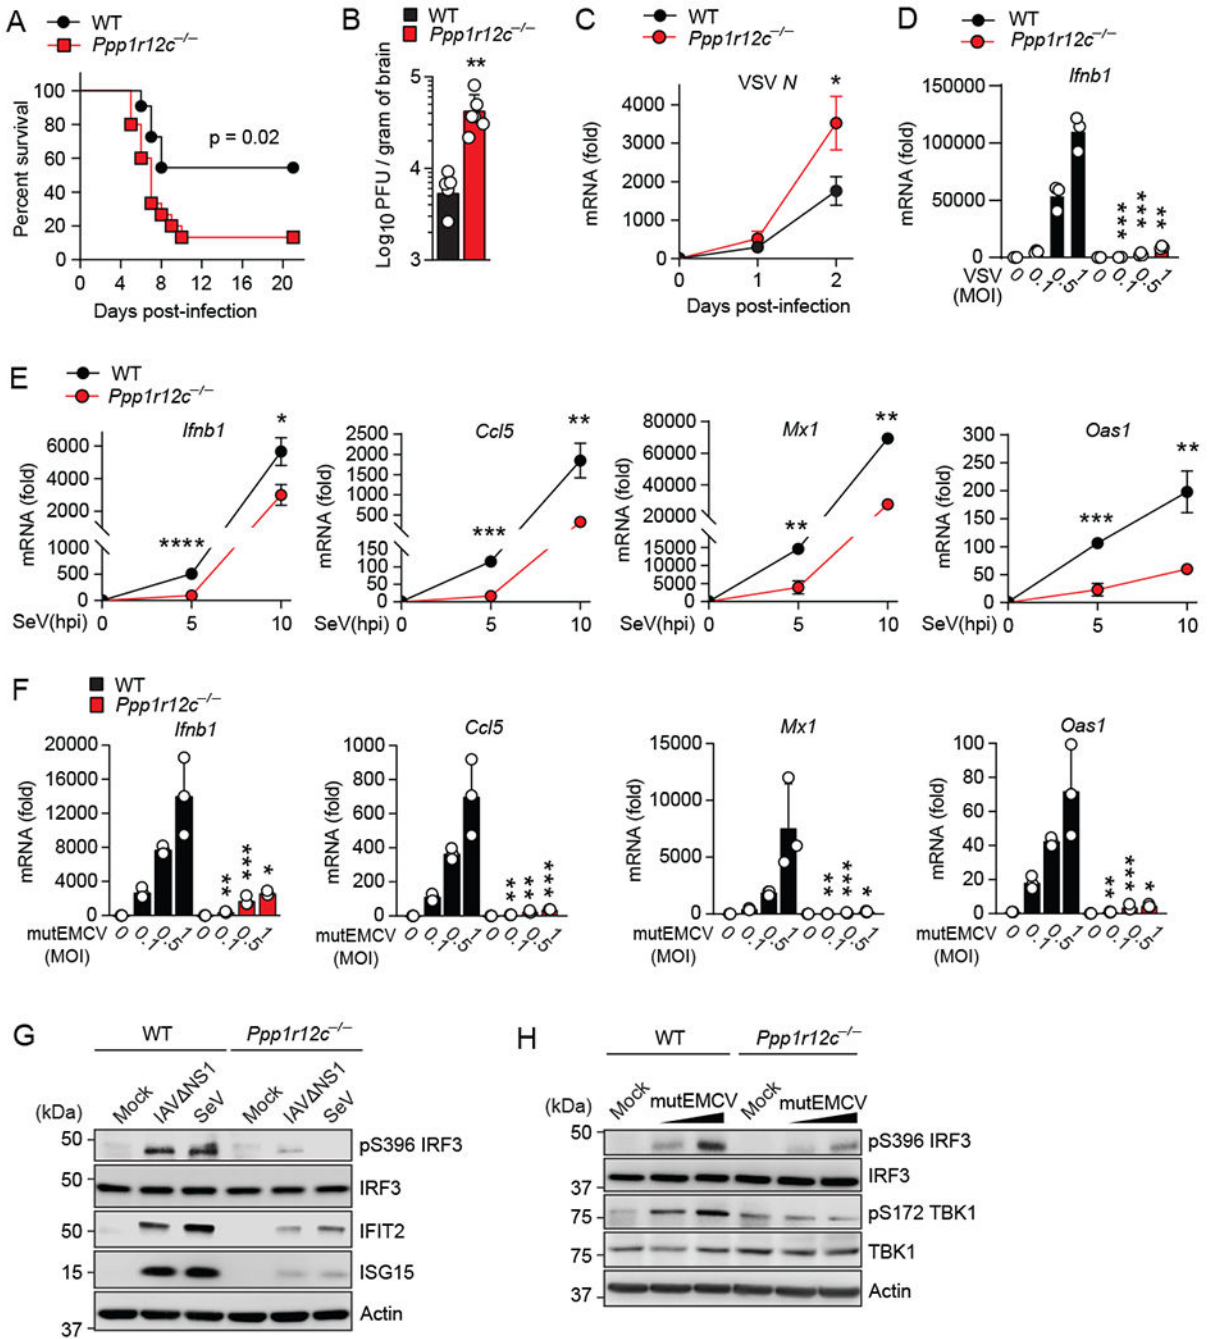 A
WT
Ppp1r12c−/−
Percent survival
100
80
60
40
20
0
p = 0.02
0 4 8 12 16 20
Days post-infection
B
WT
Ppp1r12c−/−
Log10 PFU / gram of brain
5
4
3
**
C
WT
Ppp1r12c−/−
VSV N
mRNA (fold)
4000
3000
2000
1000
0
*
0 1 2
Days post-infection
D
WT
Ppp1r12c−/−
Ifnb1
mRNA (fold)
150000
100000
50000
0
*** *** **
VSV (MOI)
0 0.1 0.5 1 0 0.1 0.5 1
E
WT
Ppp1r12c−/−
Ifnb1
mRNA (fold)
6000
4000
2000
1000
500
0
**** *
SeV(hpi) 0 5 10
Ccl5
mRNA (fold)
2500
2000
1500
1000
500
150
100
50
0
*** **
SeV(hpi) 0 5 10
Mx1
mRNA (fold)
80000
60000
40000
20000
15000
10000
5000
0
** **
SeV(hpi) 0 5 10
Oas1
mRNA (fold)
300
250
200
150
100
50
0
*** **
SeV(hpi) 0 5 10
F
WT
Ppp1r12c−/−
Ifnb1
mRNA (fold)
20000
16000
12000
8000
4000
0
** *** *
mutEMCV (MOI)
0 0.1 0.5 1 0 0.1 0.5 1
Ccl5
mRNA (fold)
1000
800
600
400
200
0
** *** ***
mutEMCV (MOI)
0 0.1 0.5 1 0 0.1 0.5 1
Mx1
mRNA (fold)
15000
10000
5000
0
** *** *
mutEMCV (MOI)
0 0.1 0.5 1 0 0.1 0.5 1
Oas1
mRNA (fold)
100
80
60
40
20
0
** *** *
mutEMCV (MOI)
0 0.1 0.5 1 0 0.1 0.5 1
G
WT Ppp1r12c−/−
Mock IAVΔNS1 SeV Mock IAVΔNS1 SeV
(kDa)
50 pS396 IRF3
50 IRF3
50 IFIT2
15 ISG15
37 Actin
H
WT Ppp1r12c−/−
Mock mutEMCV Mock mutEMCV
(kDa)
50 pS396 IRF3
37 IRF3
75 pS172 TBK1
75 TBK1
37 Actin